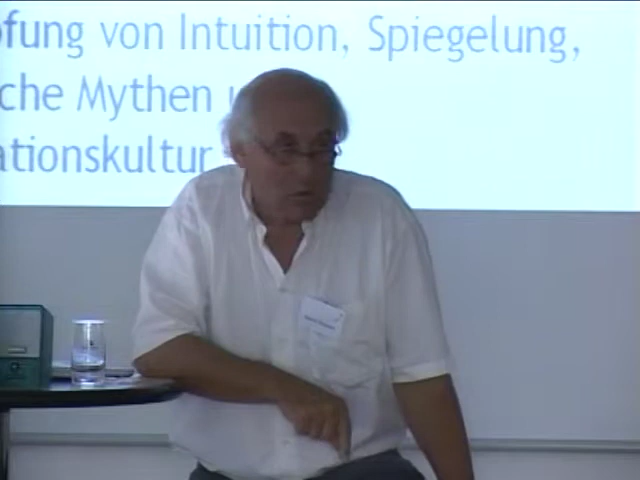 ofung von Intuition, Spiegelung,
che Mythen
ationskultur